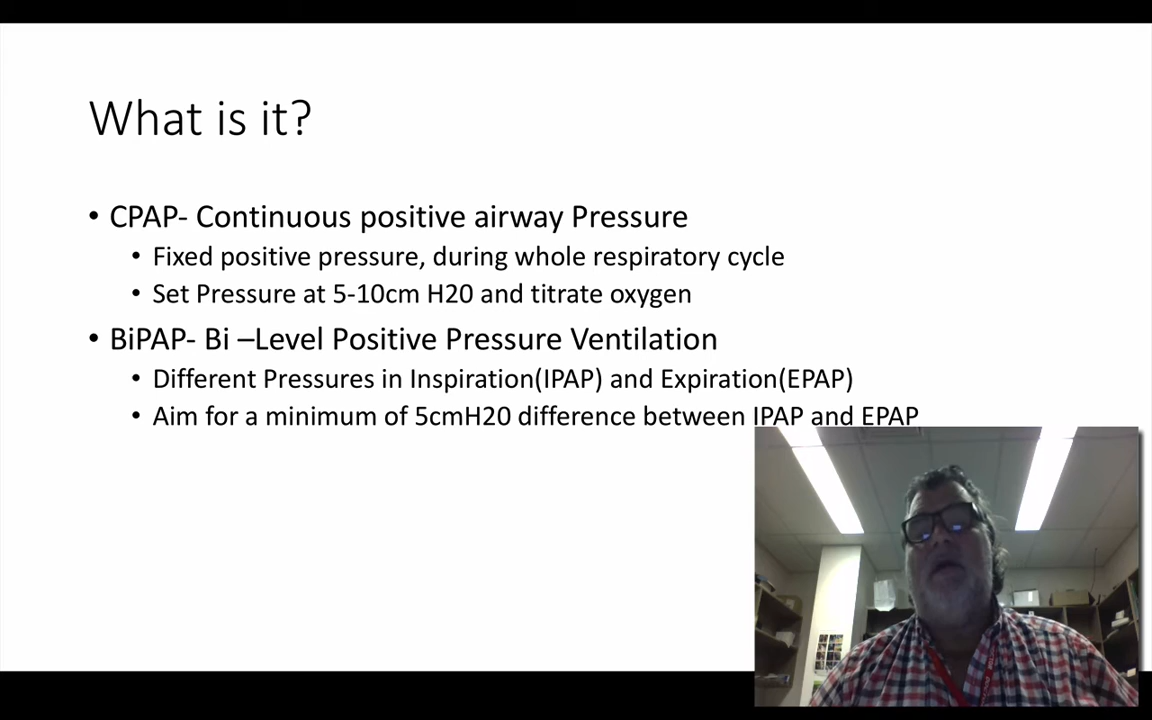 What is it?
• CPAP- Continuous positive airway Pressure
• Fixed positive pressure, during whole respiratory cycle
• Set Pressure at 5-10cm H20 and titrate oxygen
• BiPAP- Bi –Level Positive Pressure Ventilation
• Different Pressures in Inspiration(IPAP) and Expiration(EPAP)
• Aim for a minimum of 5cmH20 difference between IPAP and EPAP